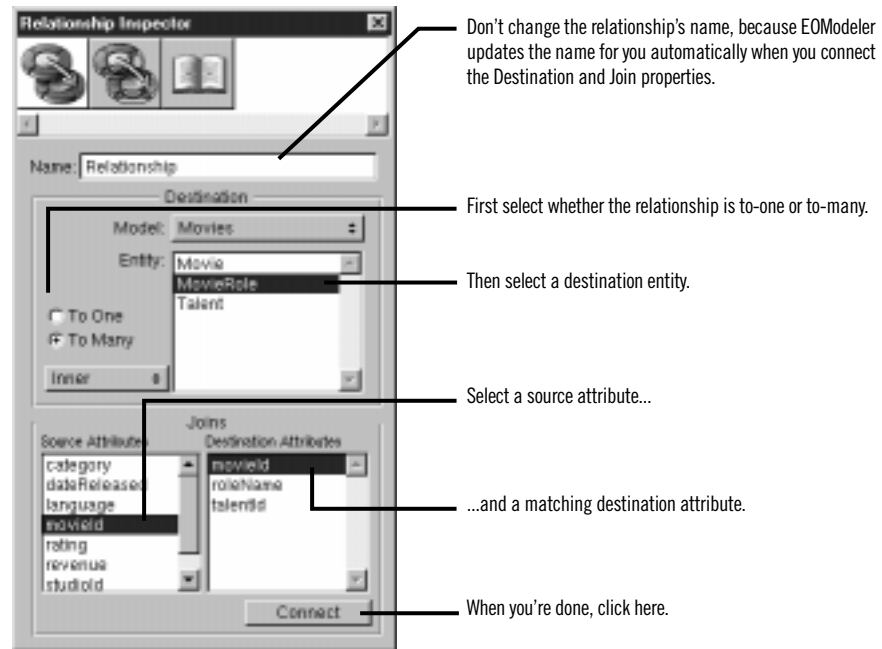 Relationship Inspector
Don't change the relationship's name, because EOModeler
updates the name for you automatically when you connect
the Destination and Join properties.
Name: Relationship
Destination
First select whether the relationship is to-one or to-many.
Model: Movies
Entity: Movie
MovieRole
Then select a destination entity.
Talent
To One
To Many
Inner
Select a source attribute...
Joins
Source Attributes
Destination Attributes
category
dateReleased
language
movieId
rating
revenue
studioId
movieId
roleName
talentId
...and a matching destination attribute.
Connect
When you're done, click here.